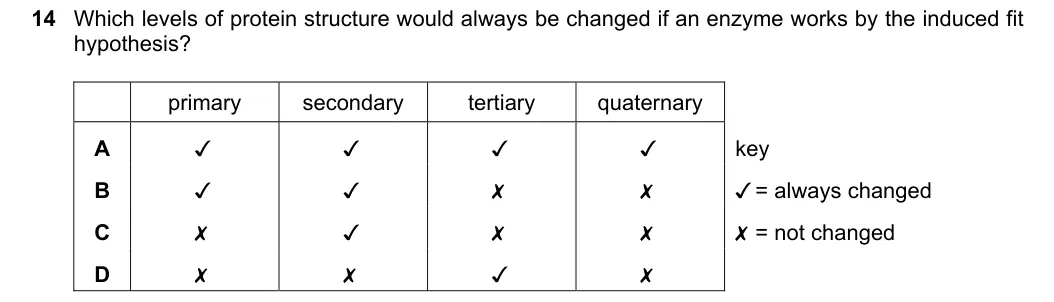 14 Which levels of protein structure would always be changed if an enzyme works by the induced fit
hypothesis?
primary secondary tertiary quaternary
A ✓ ✓ ✓ ✓ key
B ✓ ✓ ✗ ✗ ✓ = always changed
C ✗ ✓ ✗ ✗ ✗ = not changed
D ✗ ✗ ✓ ✗